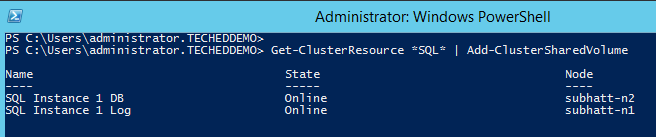 Administrator: Windows PowerShell
PS C:\Users\administrator.TECHEDDEMO>
PS C:\Users\administrator.TECHEDDEMO> Get-ClusterResource *SQL* | Add-ClusterSharedVolume
Name State Node
---- ----- ----
SQL Instance 1 DB Online subhatt-n2
SQL Instance 1 Log Online subhatt-n1